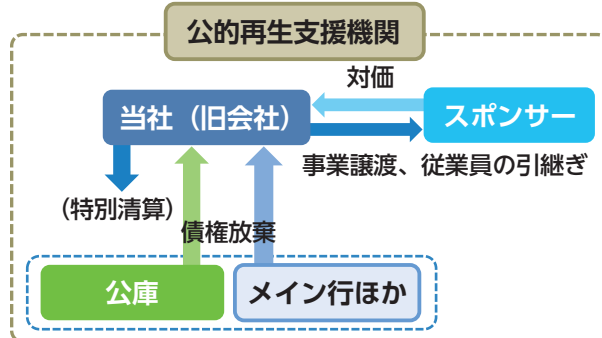 公的再生支援機関
対価
当社（旧会社）
スポンサー
事業譲渡、従業員の引継ぎ
（特別清算）
債権放棄
公庫
メイン行ほか